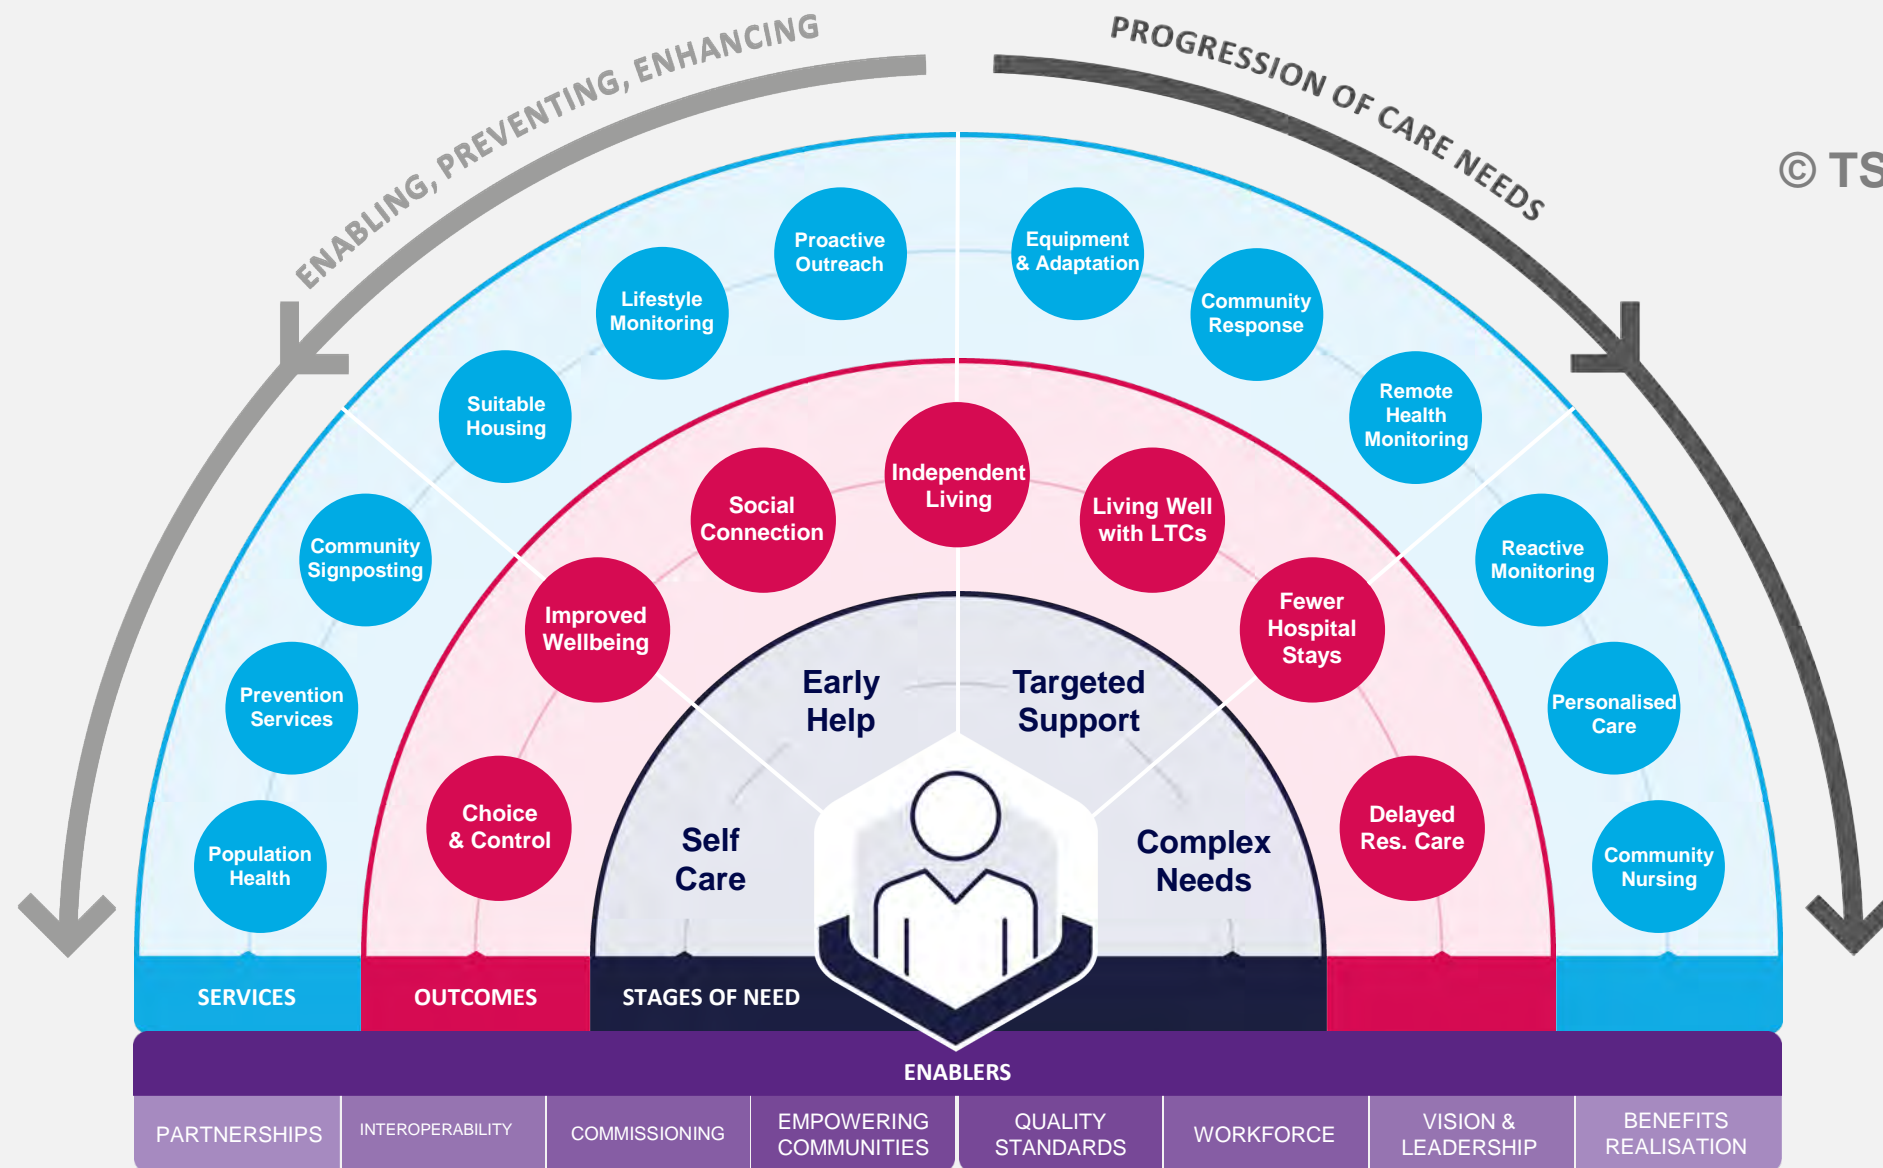 ENABLING, PREVENTING, ENHANCING
PROGRESSION OF CARE NEEDS
© TS
Proactive
Outreach
Equipment
& Adaptation
Lifestyle
Monitoring
Community
Response
Suitable
Housing
Remote
Health
Monitoring
Community
Signposting
Reactive
Monitoring
Prevention
Services
Personalised
Care
Population
Health
Community
Nursing
Independent
Living
Social
Connection
Living Well
with LTCs
Improved
Wellbeing
Fewer
Hospital
Stays
Choice
& Control
Delayed
Res. Care
Early
Help
Targeted
Support
Self
Care
Complex
Needs
SERVICES
OUTCOMES
STAGES OF NEED
ENABLERS
PARTNERSHIPS
INTEROPERABILITY
COMMISSIONING
EMPOWERING
COMMUNITIES
QUALITY
STANDARDS
WORKFORCE
VISION &
LEADERSHIP
BENEFITS
REALISATION